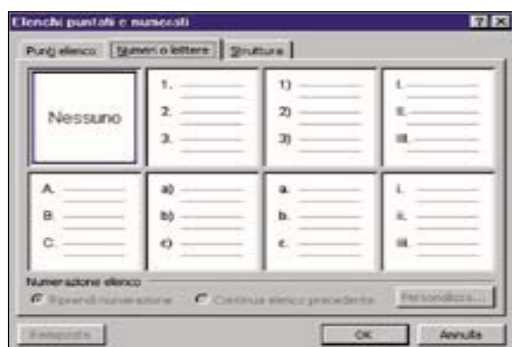 Elenchi puntati e numerati
Punti elenco Numeri o lettere Struttura
Nessuno
1.
2.
3.
1)
2)
3)
I.
II.
III.
A.
B.
C.
a)
b)
c)
a.
b.
c.
i.
ii.
iii.
Numerazione elenco
Riprendi numerazione Continua elenco precedente Personalizza...
Reimposta OK Annulla